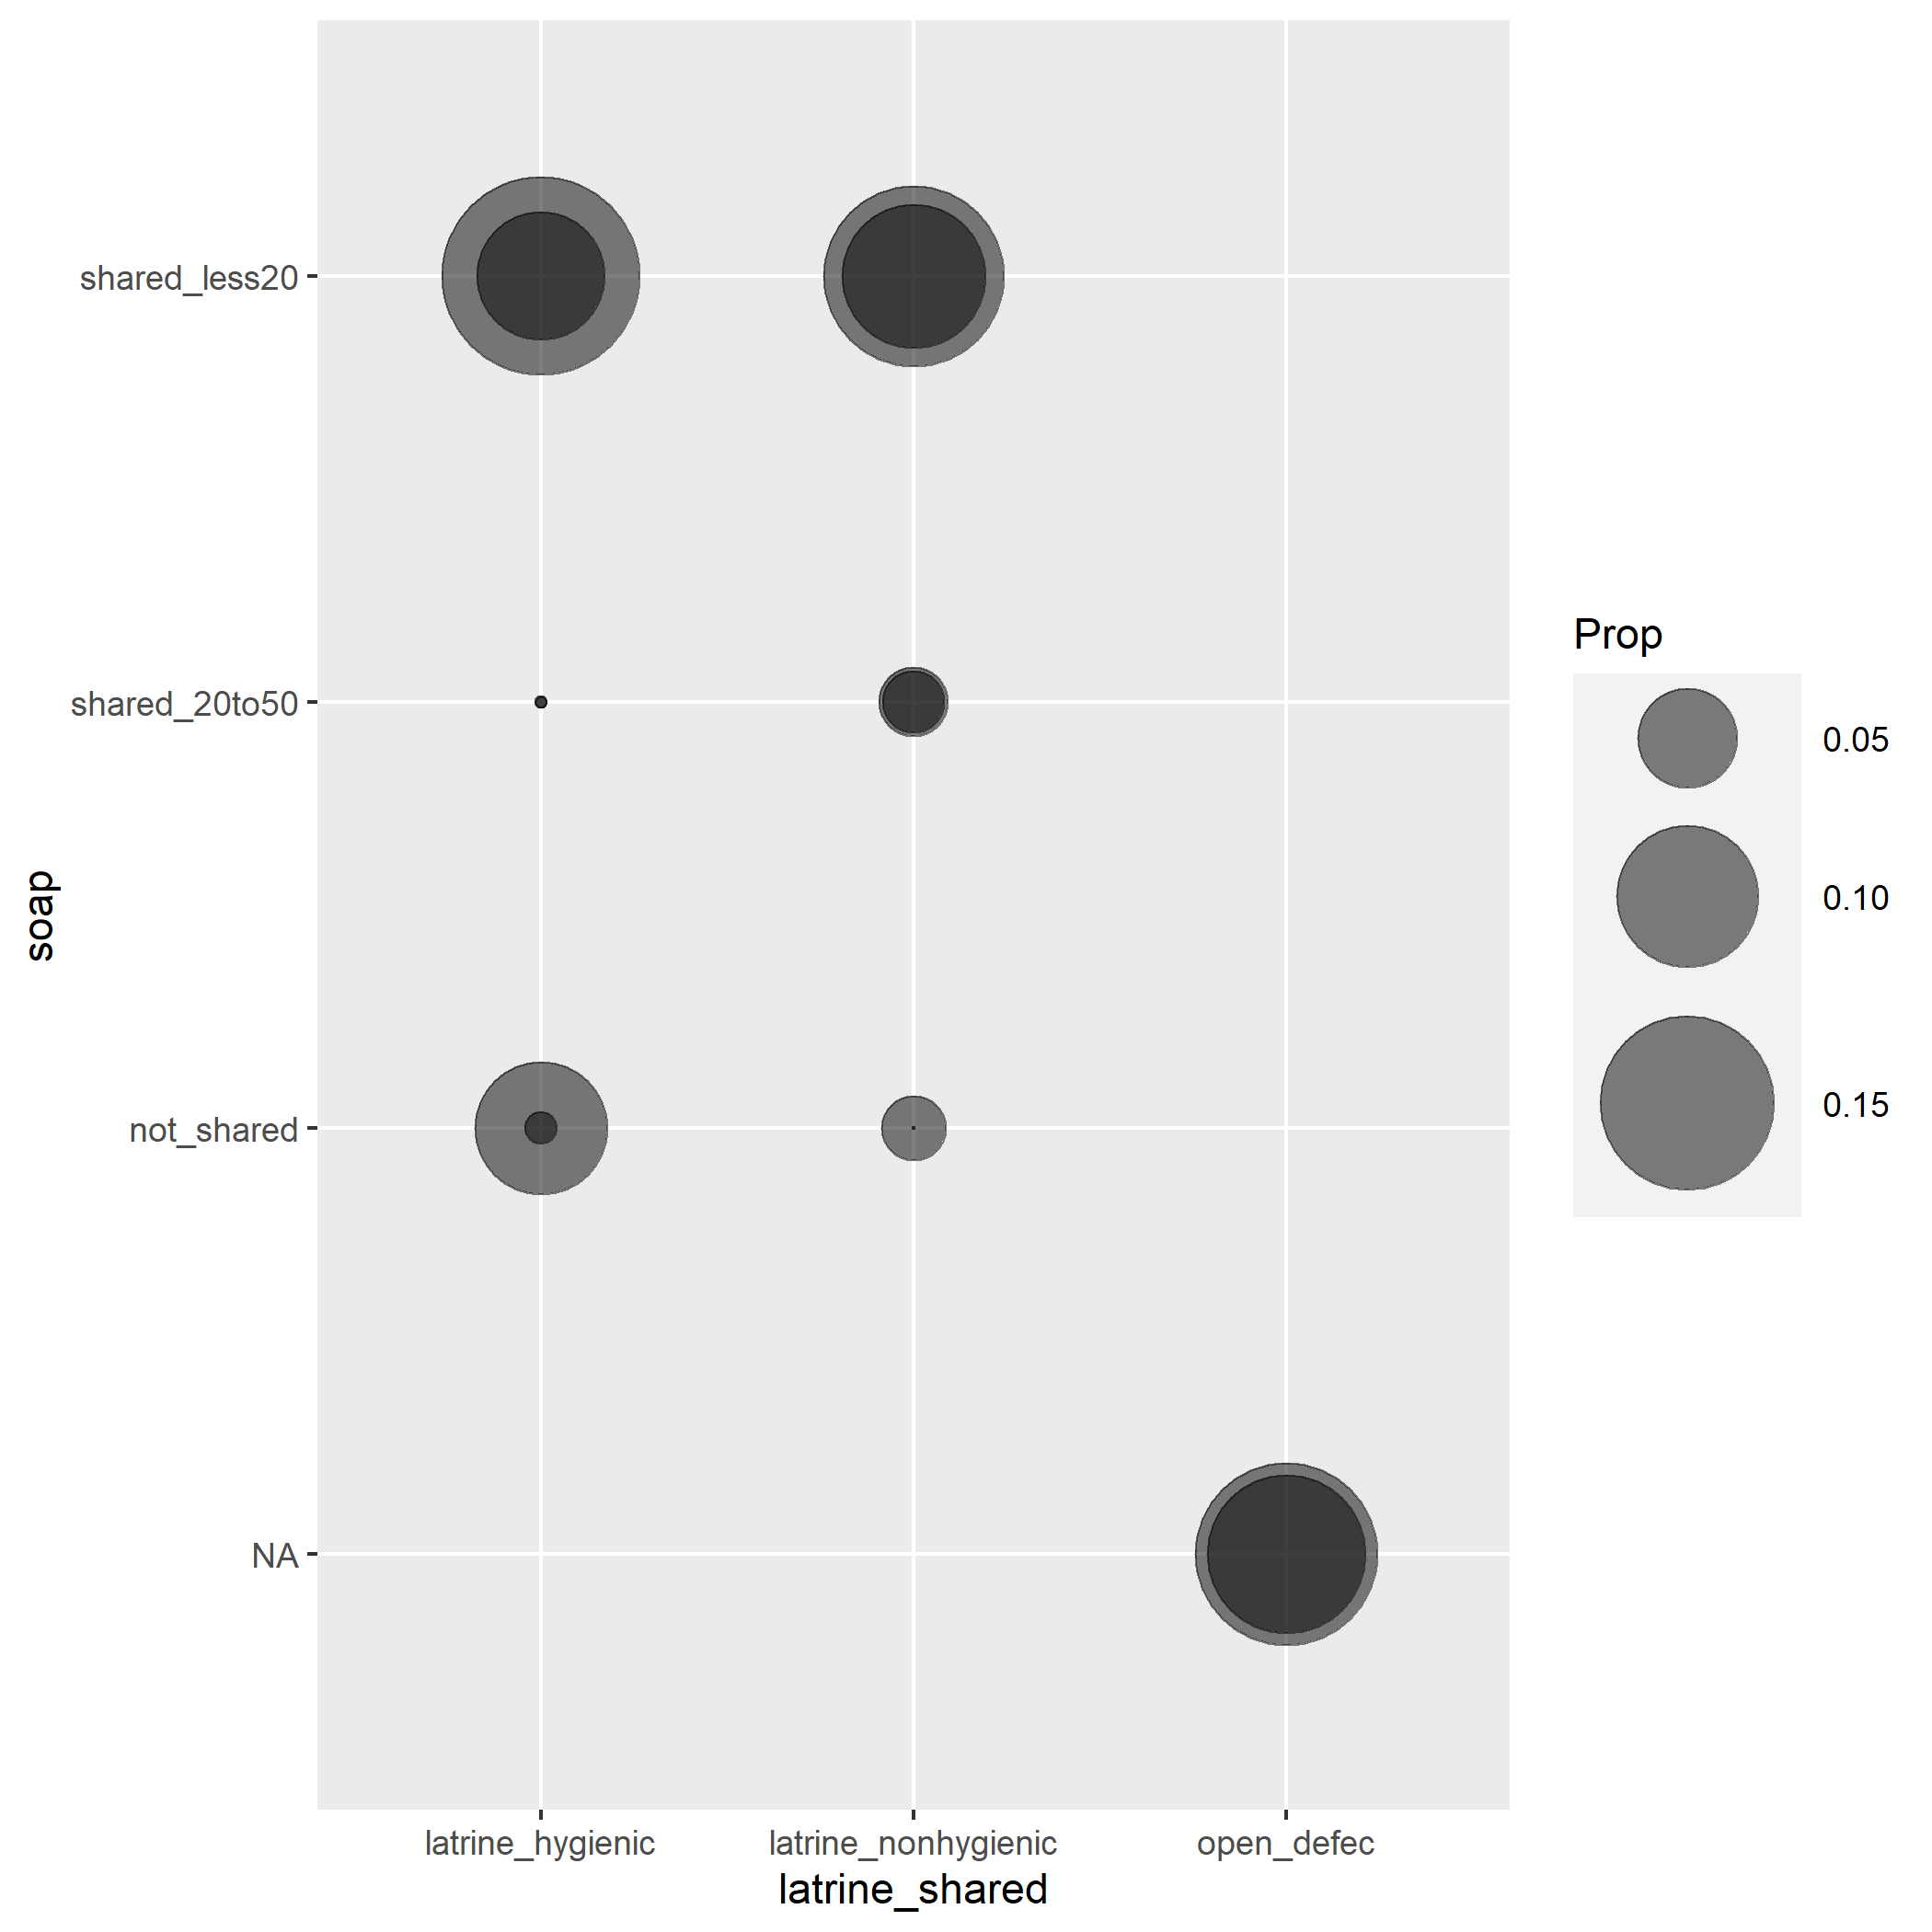 soap
shared_less20
shared_20to50
not_shared
NA
latrine_hygienic
latrine_nonhygienic
open_defec
latrine_shared
Prop
0.05
0.10
0.15